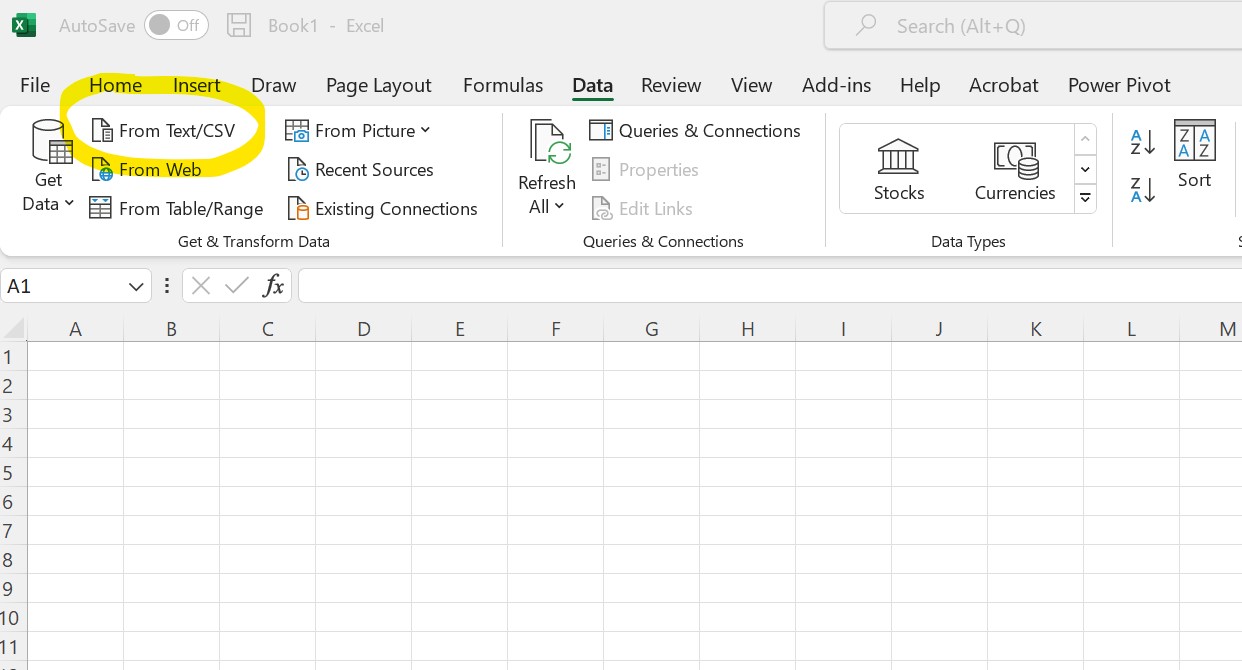 AutoSave Off Book1 - Excel Search (Alt+Q)
File Home Insert Draw Page Layout Formulas Data Review View Add-ins Help Acrobat Power Pivot
Get
Data
From Text/CSV
From Web
From Table/Range
From Picture
Recent Sources
Existing Connections
Get & Transform Data
Refresh
All
Queries & Connections
Properties
Edit Links
Queries & Connections
Stocks
Currencies
Data Types
A
Z
Z
A
Z A
A Z
Sort
A1
fx
A B C D E F G H I J K L M
1
2
3
4
5
6
7
8
9
10
11